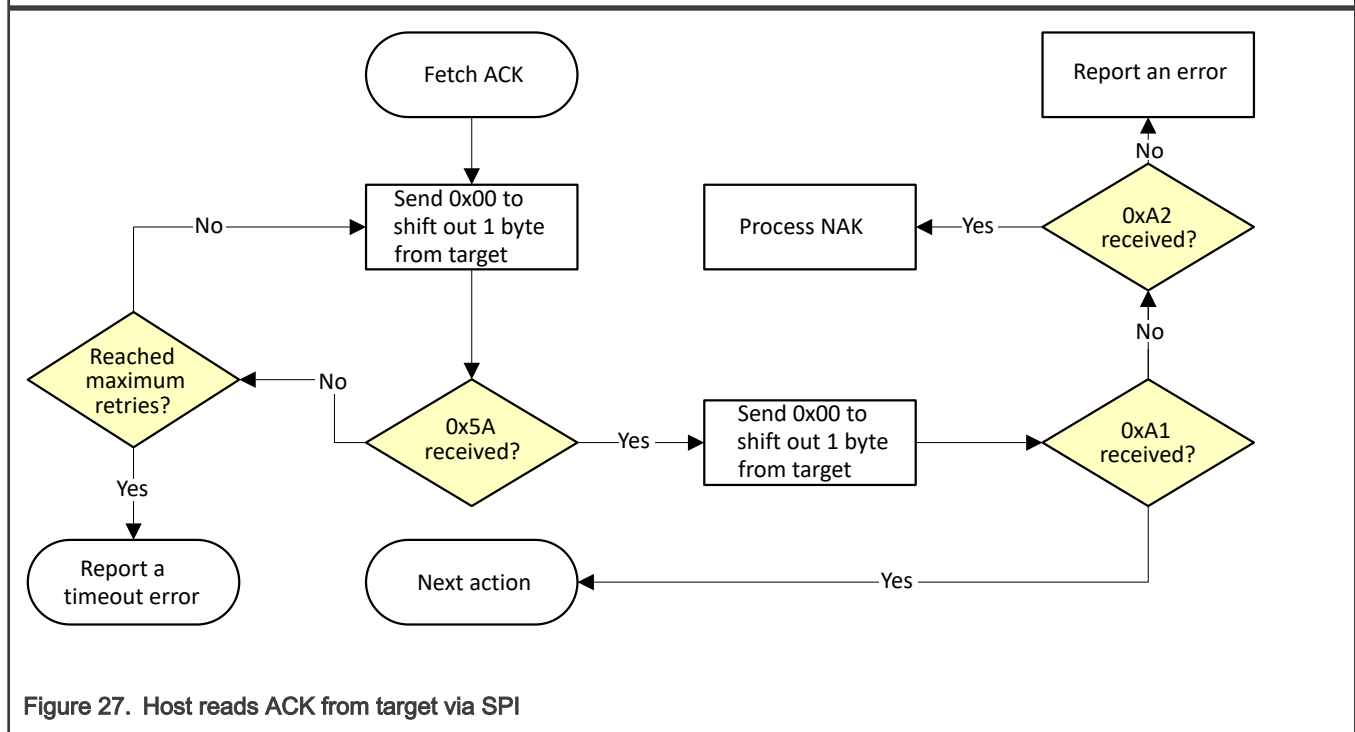 Fetch ACK
Report an error
No
Send 0x00 to
shift out 1 byte
from target
No
Process NAK
Yes
0xA2
received?
No
Reached
maximum
retries?
No
0x5A
received?
Yes
Send 0x00 to
shift out 1 byte
from target
0xA1
received?
Yes
Report a
timeout error
Next action
Yes
Figure 27. Host reads ACK from target via SPI